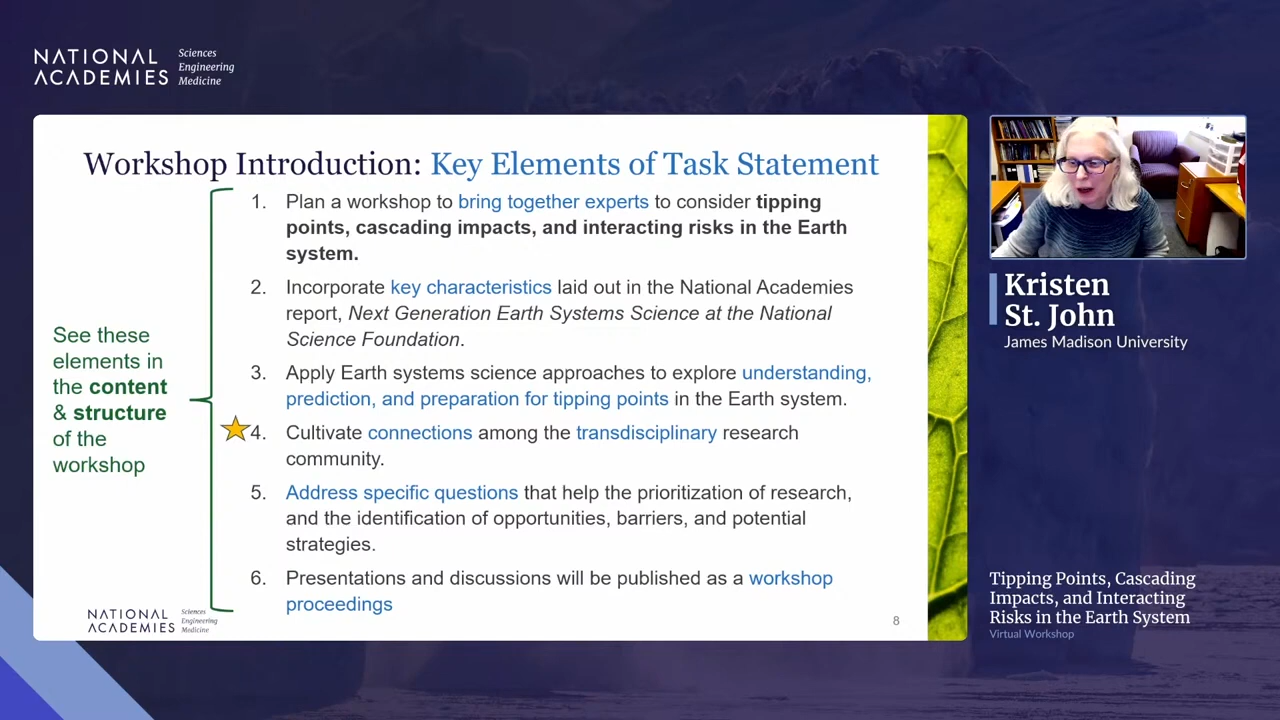 NATIONAL
ACADEMIES
Sciences
Engineering
Medicine
Workshop Introduction: Key Elements of Task Statement
See these
elements in
the content
& structure
of the
workshop
1. Plan a workshop to bring together experts to consider tipping
points, cascading impacts, and interacting risks in the Earth
system.
2. Incorporate key characteristics laid out in the National Academies
report, Next Generation Earth Systems Science at the National
Science Foundation.
3. Apply Earth systems science approaches to explore understanding,
prediction, and preparation for tipping points in the Earth system.
4. Cultivate connections among the transdisciplinary research
community.
5. Address specific questions that help the prioritization of research,
and the identification of opportunities, barriers, and potential
strategies.
6. Presentations and discussions will be published as a workshop
proceedings
NATIONAL
ACADEMIES
Sciences
Engineering
Medicine
8
Kristen
St. John
James Madison University
Tipping Points, Cascading
Impacts, and Interacting
Risks in the Earth System
Virtual Workshop